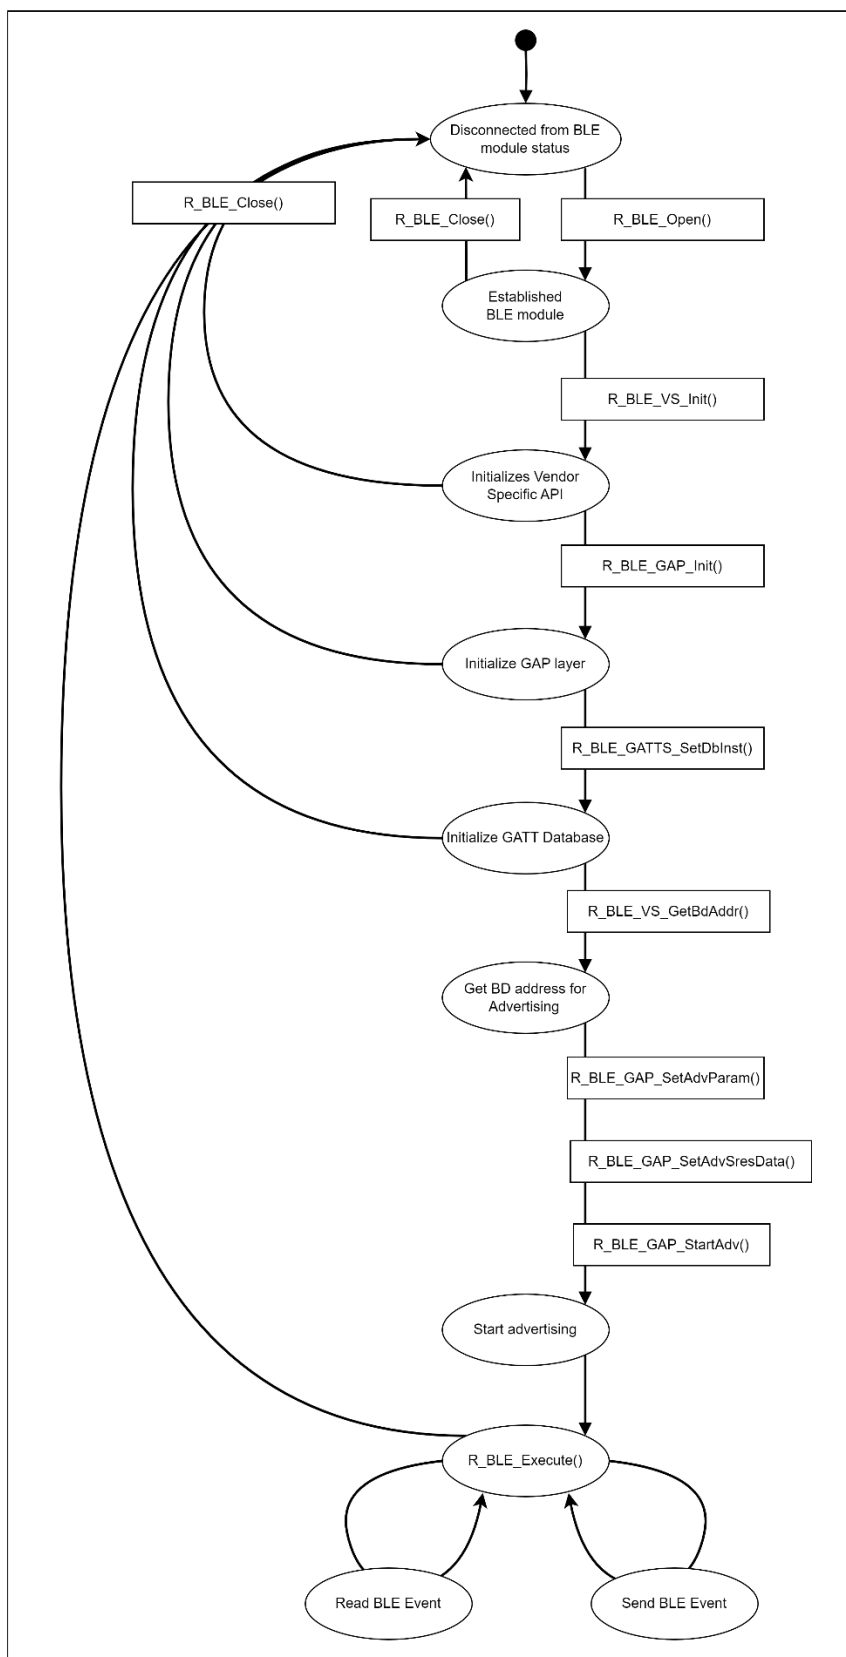 Disconnected from BLE
module status
R_BLE_Close()
R_BLE_Close()
R_BLE_Open()
Established
BLE module
R_BLE_VS_Init()
Initializes Vendor
Specific API
R_BLE_GAP_Init()
Initialize GAP layer
R_BLE_GATTS_SetDbInst()
Initialize GATT Database
R_BLE_VS_GetBdAddr()
Get BD address for
Advertising
R_BLE_GAP_SetAdvParam()
R_BLE_GAP_SetAdvSresData()
R_BLE_GAP_StartAdv()
Start advertising
R_BLE_Execute()
Read BLE Event
Send BLE Event